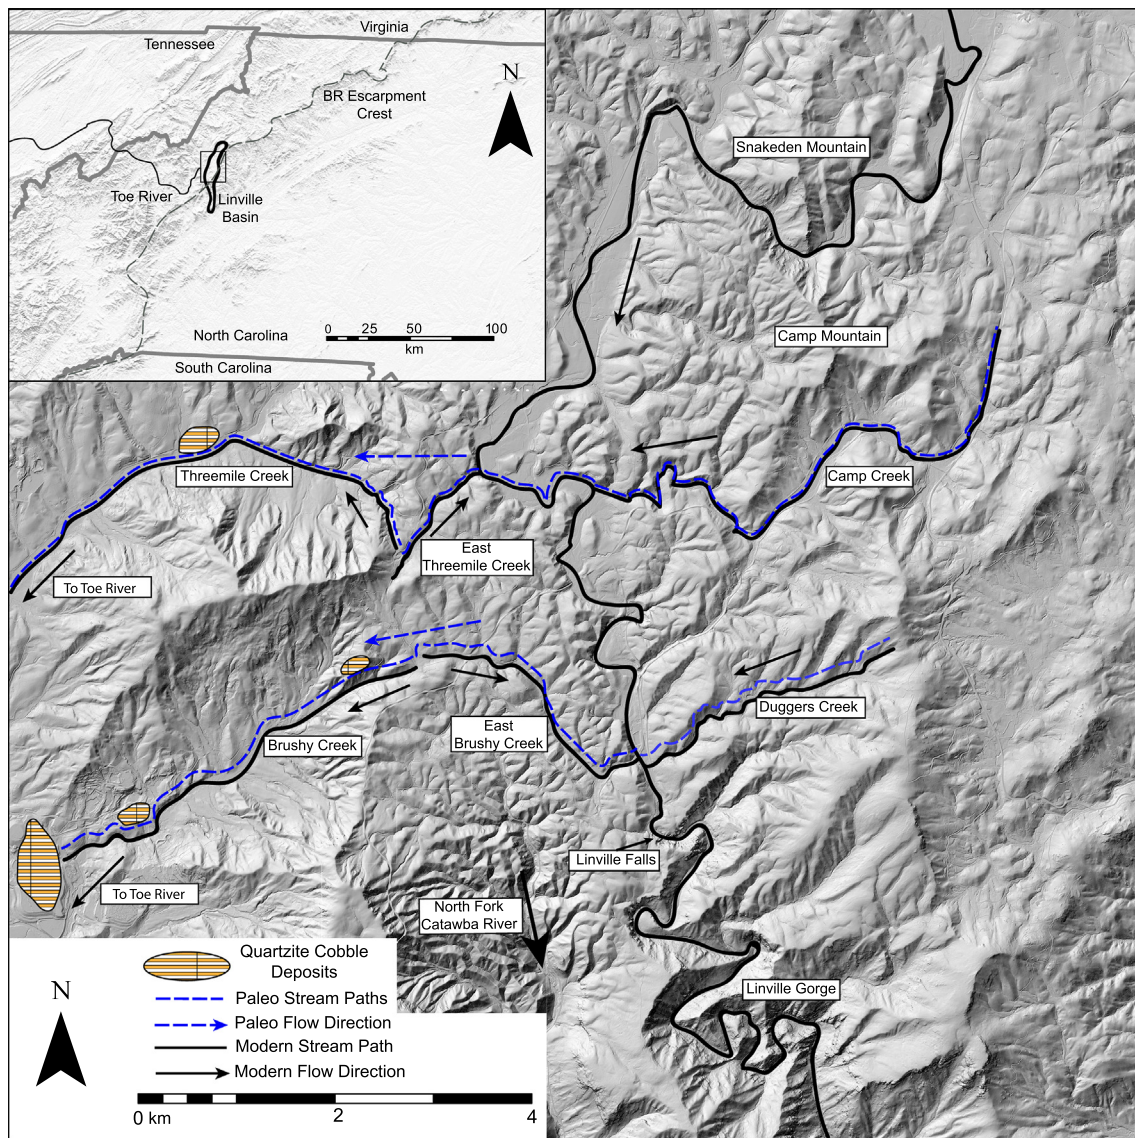 Virginia
Tennessee
N
BR Escarpment
Crest
Toe River
Linville
Basin
North Carolina
0 25 50 100
km
South Carolina
Snakeden Mountain
Camp Mountain
Threemile Creek
Camp Creek
East
Threemile Creek
To Toe River
Duggers Creek
East
Brushy Creek
Brushy Creek
Linville Falls
To Toe River
North Fork
Catawba River
Linville Gorge
Quartzite Cobble
Deposits
N
Paleo Stream Paths
Paleo Flow Direction
Modern Stream Path
Modern Flow Direction
0 km 2 4